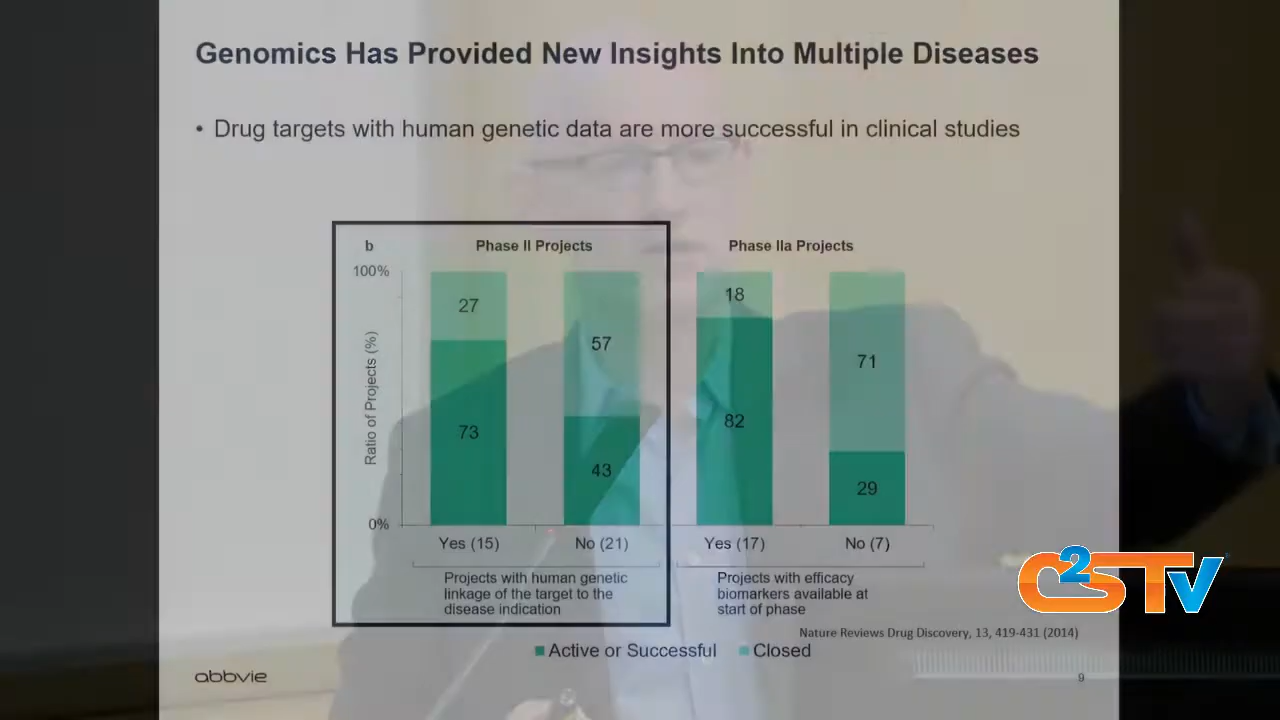 Genomics Has Provided New Insights Into Multiple Diseases
• Drug targets with human genetic data are more successful in clinical studies
b
Phase II Projects
Phase IIa Projects
100%
27
57
18
71
Ratio of Projects (%)
73
43
82
29
0%
Yes (15)
No (21)
Yes (17)
No (7)
Projects with human genetic
linkage of the target to the
disease indication
Projects with efficacy
biomarkers available at
start of phase
Nature Reviews Drug Discovery, 13, 419-431 (2014)
Active or Successful
Closed
abbvie
9
C2STV